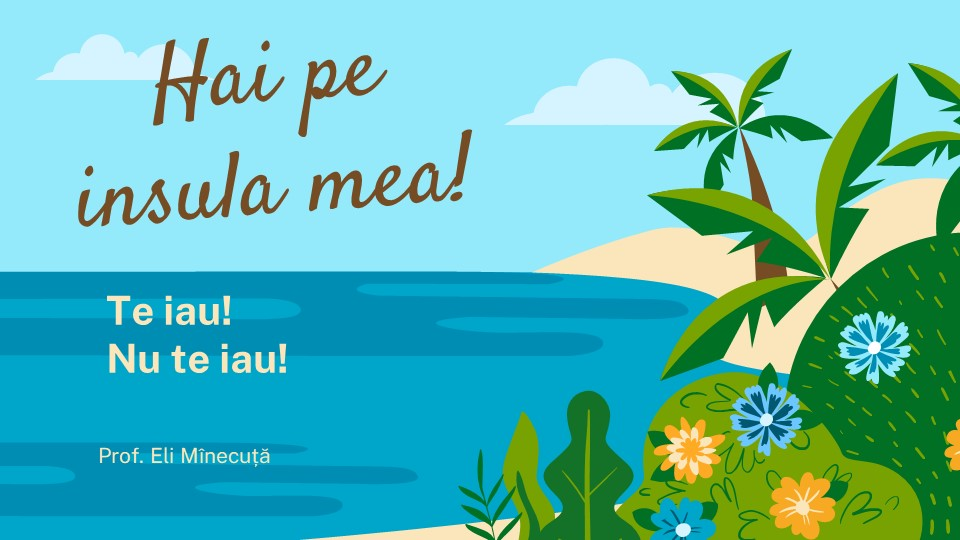 Hai pe
insula mea!
Te iau!
Nu te iau!
Prof. Eli Mînecuță